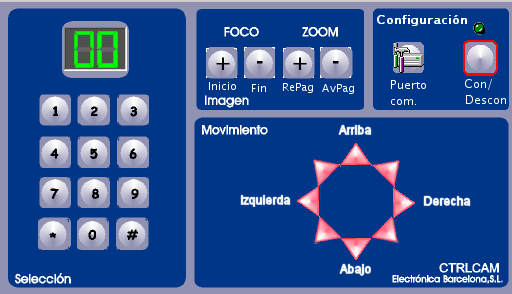 00
1 2 3
4 5 6
7 8 9
* 0 #
Selección
FOCO ZOOM
+ - + -
Inicio Fin RePag AvPag
Imagen
Configuración
Puerto
com.
Con/
Descon
Movimiento
Arriba
Izquierda
Derecha
Abajo
CTRLCAM
Electrónica Barcelona,S.L.